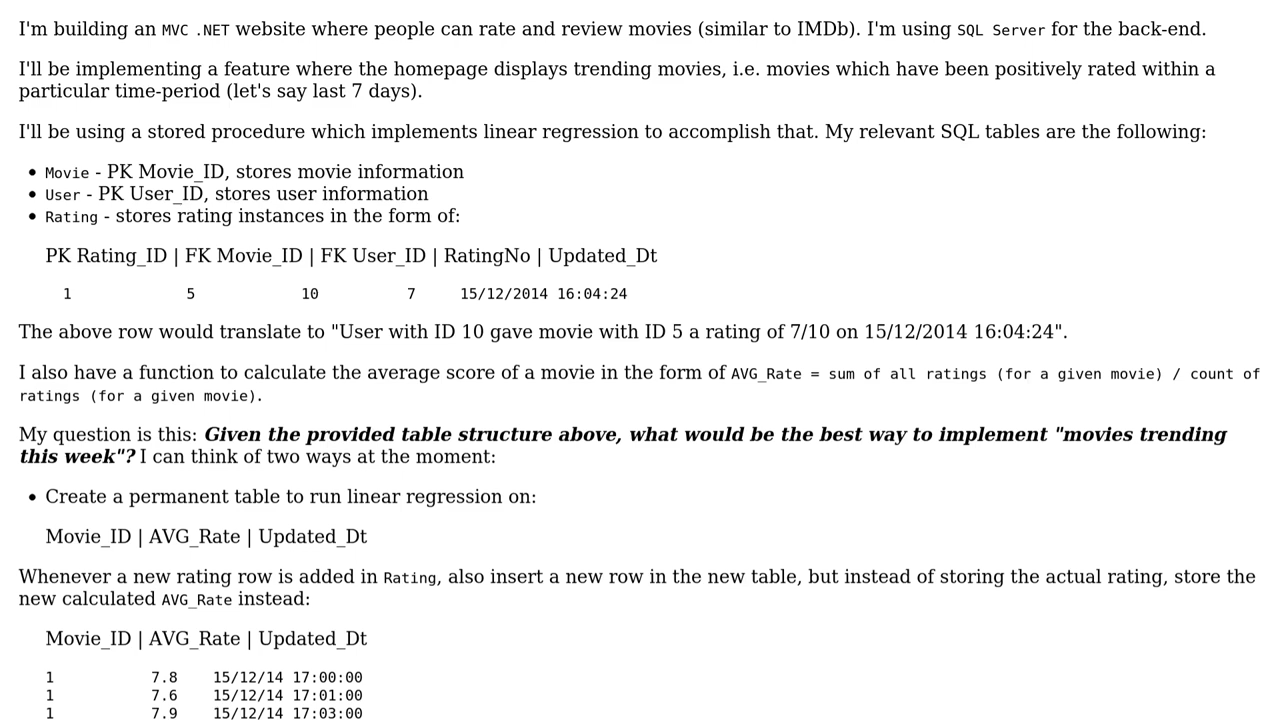 I'm building an MVC .NET website where people can rate and review movies (similar to IMDb). I'm using SQL Server for the back-end.
I'll be implementing a feature where the homepage displays trending movies, i.e. movies which have been positively rated within a
particular time-period (let's say last 7 days).
I'll be using a stored procedure which implements linear regression to accomplish that. My relevant SQL tables are the following:
• Movie - PK Movie_ID, stores movie information
• User - PK User_ID, stores user information
• Rating - stores rating instances in the form of:
PK Rating_ID | FK Movie_ID | FK User_ID | RatingNo | Updated_Dt
1 5 10 7 15/12/2014 16:04:24
The above row would translate to "User with ID 10 gave movie with ID 5 a rating of 7/10 on 15/12/2014 16:04:24".
I also have a function to calculate the average score of a movie in the form of AVG_Rate = sum of all ratings (for a given movie) / count of
ratings (for a given movie).
My question is this: Given the provided table structure above, what would be the best way to implement "movies trending
this week"? I can think of two ways at the moment:
• Create a permanent table to run linear regression on:
Movie_ID | AVG_Rate | Updated_Dt
Whenever a new rating row is added in Rating, also insert a new row in the new table, but instead of storing the actual rating, store the
new calculated AVG_Rate instead:
Movie_ID | AVG_Rate | Updated_Dt
1 7.8 15/12/14 17:00:00
1 7.6 15/12/14 17:01:00
1 7.9 15/12/14 17:03:00